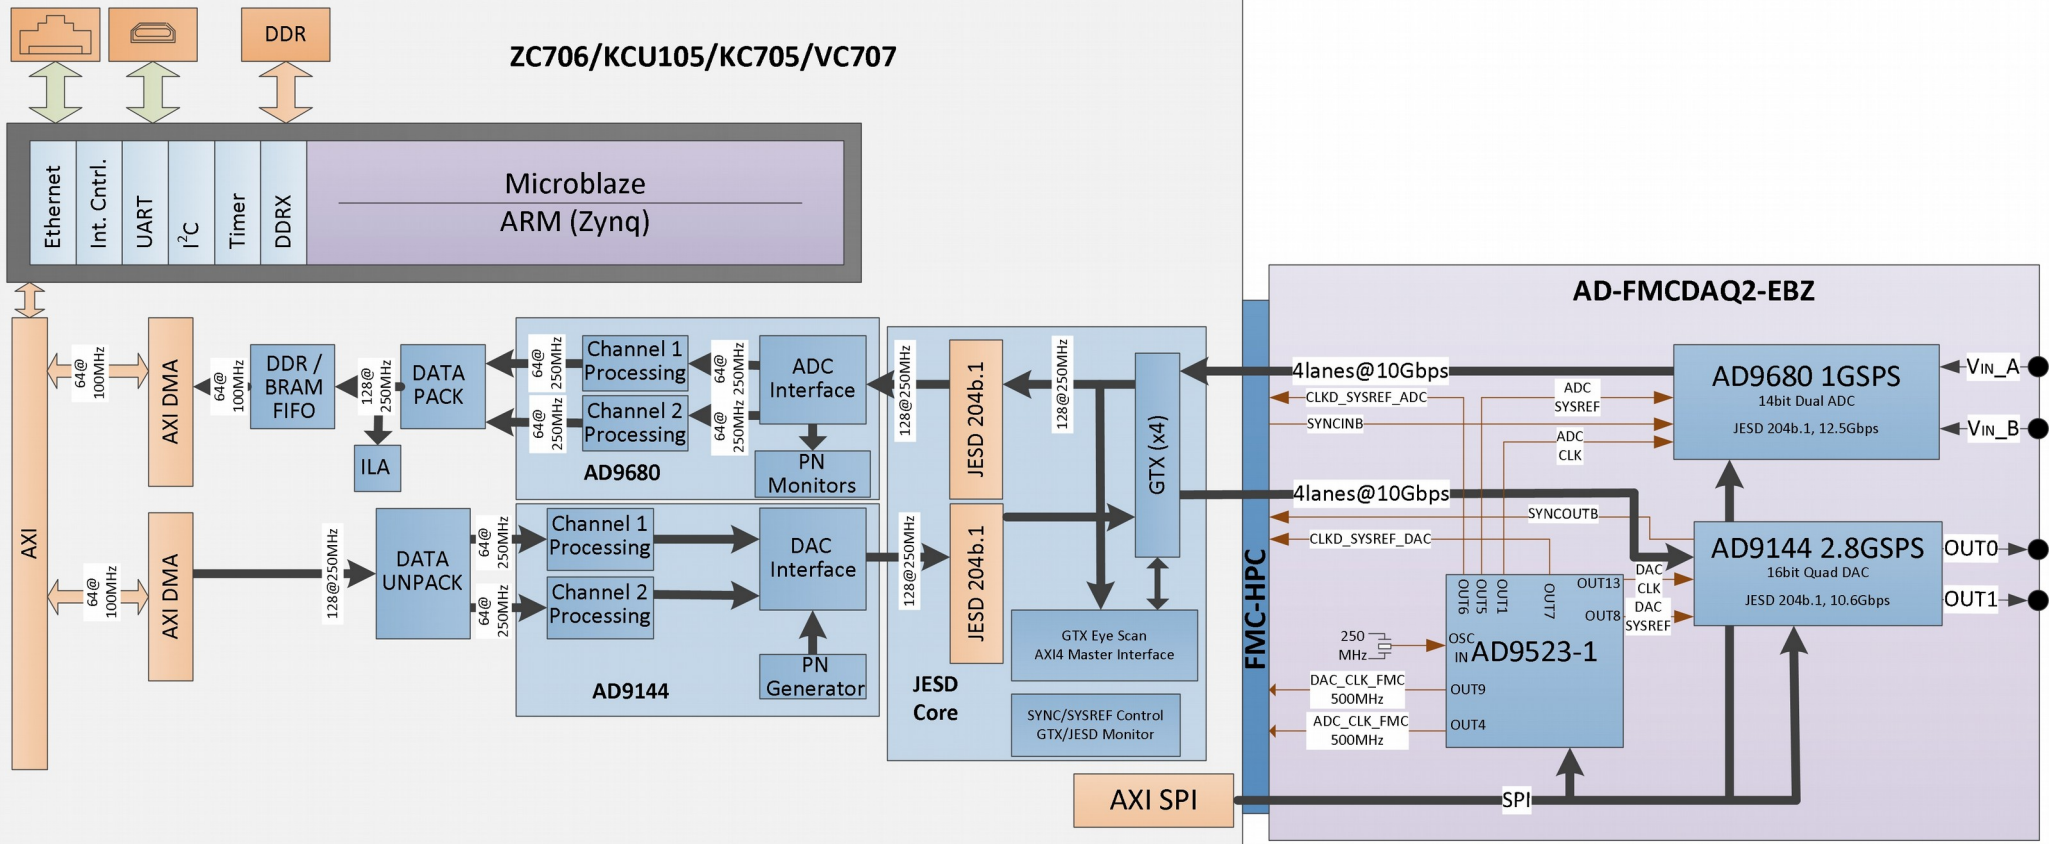 DDR
ZC706/KCU105/KC705/VC707
Ethernet
Int. Cntrl.
UART
I²C
Timer
DDRX
Microblaze
ARM (Zynq)
AXI
64@
100MHz
AXI DMA
64@
100MHz
DDR /
BRAM
FIFO
128@
250MHz
ILA
DATA
PACK
64@
250MHz
64@
250MHz
Channel 1
Processing
Channel 2
Processing
64@
250MHz
64@
250MHz
ADC
Interface
PN
Monitors
AD9680
128@250MHz
JESD 204b.1
128@250MHz
GTX (x4)
64@
100MHz
AXI DMA
128@250MHz
DATA
UNPACK
64@
250MHz
64@
250MHz
Channel 1
Processing
Channel 2
Processing
DAC
Interface
PN
Generator
AD9144
128@250MHz
JESD 204b.1
GTX Eye Scan
AXI4 Master Interface
JESD
Core
SYNC/SYSREF Control
GTX/JESD Monitor
AXI SPI
FMC-HPC
AD-FMCDAQ2-EBZ
4lanes@10Gbps
CLKD_SYSREF_ADC
SYNCINB
ADC
SYSREF
ADC
CLK
AD9680 1GSPS
14bit Dual ADC
JESD 204b.1, 12.5Gbps
VIN_A
VIN_B
4lanes@10Gbps
SYNCOUTB
CLKD_SYSREF_DAC
AD9144 2.8GSPS
16bit Quad DAC
JESD 204b.1, 10.6Gbps
OUT0
OUT1
DAC
CLK
DAC
SYSREF
OUT6
OUT5
OUT1
OUT7
OUT13
OUT8
250
MHz
OSC
IN
AD9523-1
DAC_CLK_FMC
500MHz
OUT9
ADC_CLK_FMC
500MHz
OUT4
SPI